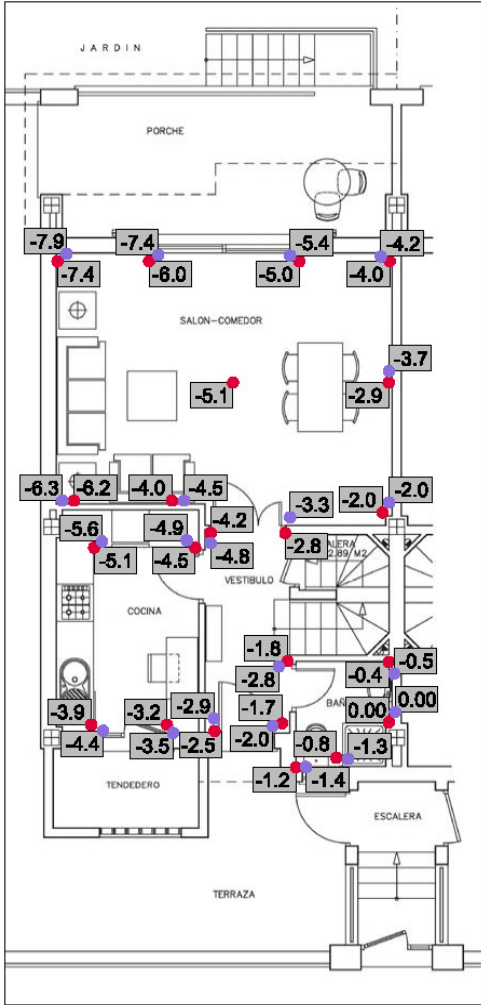 JARDIN
PORCHE
-7.9 -7.4 -5.4 -4.2
-7.4 -6.0 -5.0 -4.0
SALON-COMEDOR
-3.7
-5.1 -2.9
-6.3 -6.2 -4.0 -4.5 -2.0 -2.0
-3.3
-5.6 -4.9 -4.2
-5.1 -4.5 -4.8 -2.8
ALERA
2.89 M2
VESTIBULO
COCINA
-1.8 -0.5
-2.8 -0.4
BAÑ
0.00
-3.9 -3.2 -2.9 -1.7 0.00
-4.4 -3.5 -2.5 -2.0 -0.8 -1.3
-1.2 -1.4
TENDEDERO
ESCALERA
TERRAZA